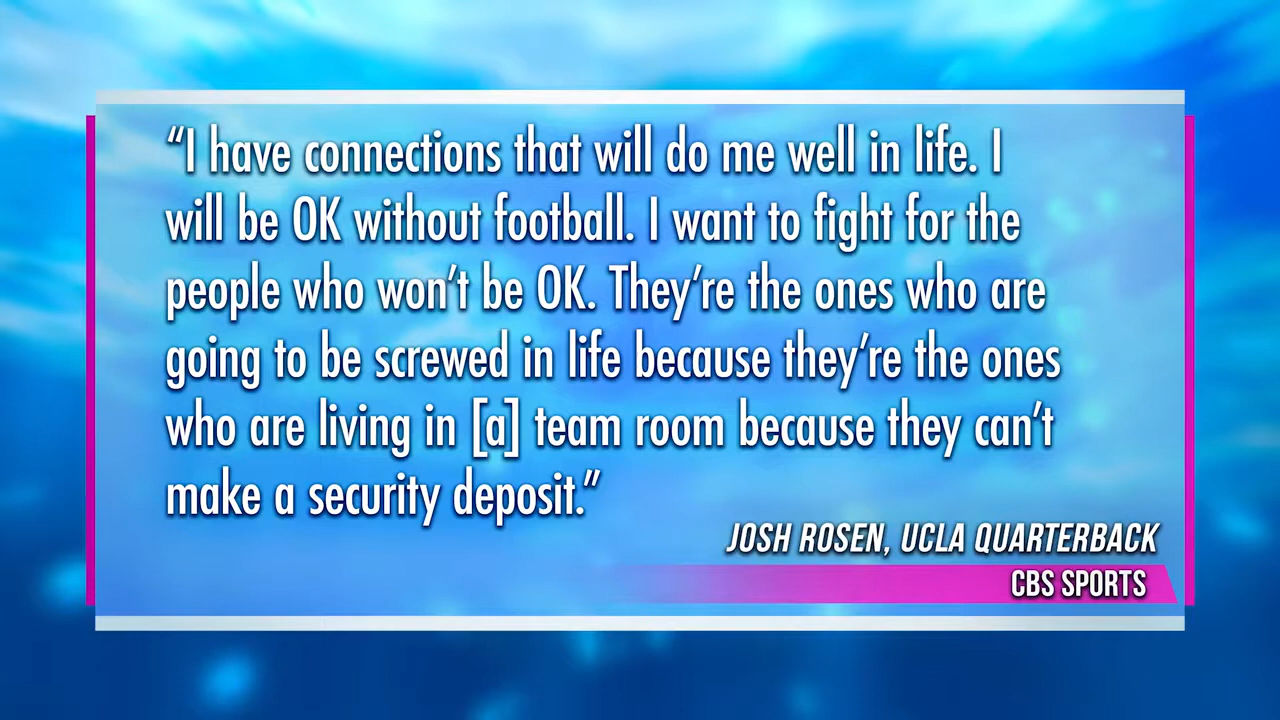 “I have connections that will do me well in life. I
will be OK without football. I want to fight for the
people who won’t be OK. They’re the ones who are
going to be screwed in life because they’re the ones
who are living in [a] team room because they can’t
make a security deposit.”
JOSH ROSEN, UCLA QUARTERBACK
CBS SPORTS